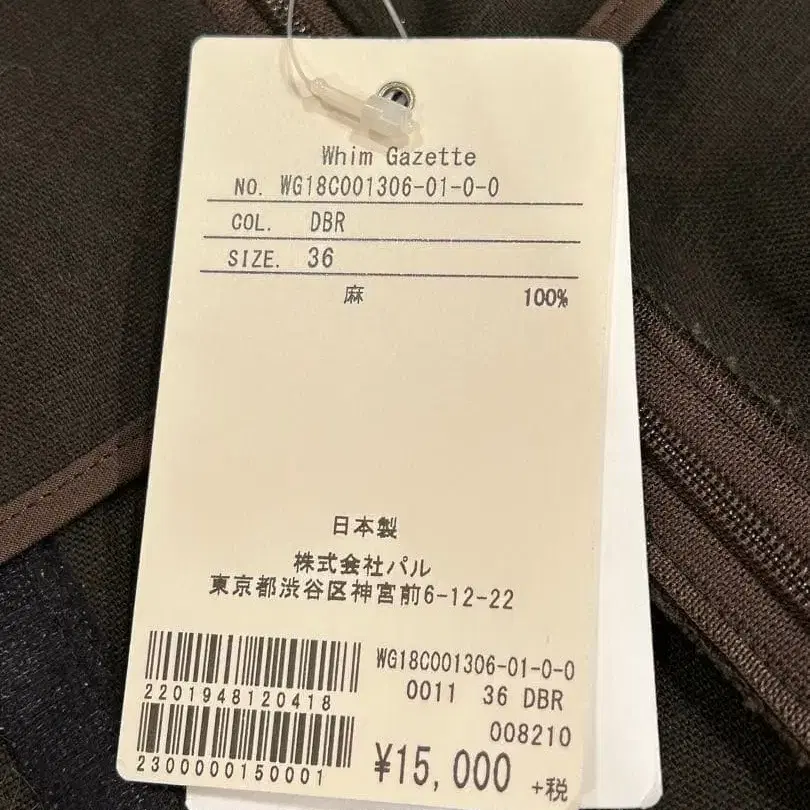 Whim Gazette
NO. WG18C001306-01-0-0
COL. DBR
SIZE. 36
麻 100%
日本製
株式会社パル
東京都渋谷区神宮前6-12-22
WG18C001306-01-0-0
2201948120418
0011 36 DBR
008210
2300000150001
¥15,000 +税